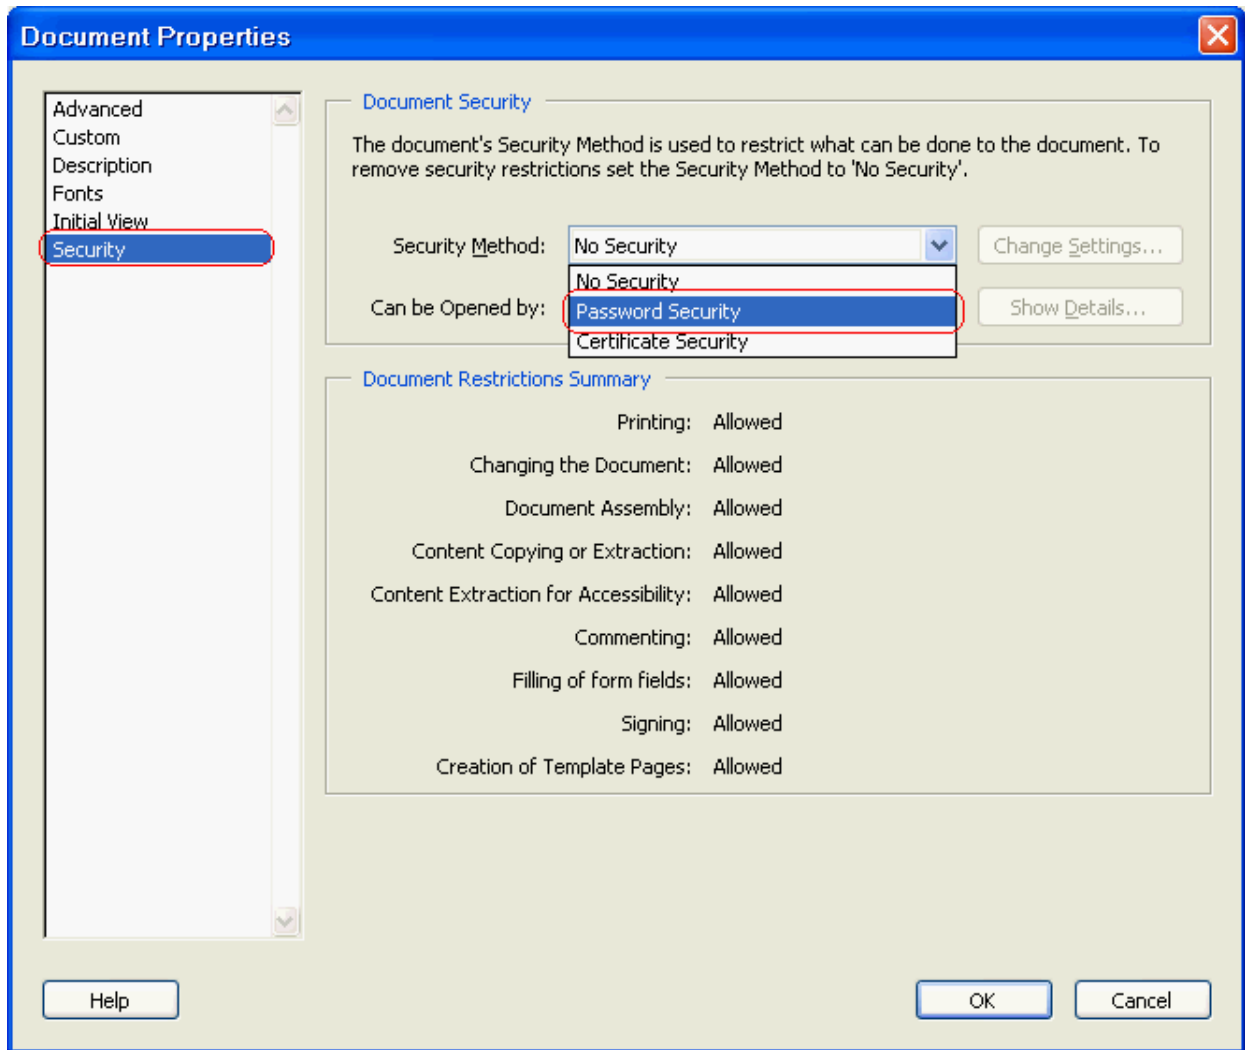 Document Properties
Advanced
Custom
Description
Fonts
Initial View
Security
Document Security
The document's Security Method is used to restrict what can be done to the document. To
remove security restrictions set the Security Method to 'No Security'.
Security Method: No Security Change Settings...
No Security
Can be Opened by: Password Security Show Details...
Certificate Security
Document Restrictions Summary
Printing: Allowed
Changing the Document: Allowed
Document Assembly: Allowed
Content Copying or Extraction: Allowed
Content Extraction for Accessibility: Allowed
Commenting: Allowed
Filling of form fields: Allowed
Signing: Allowed
Creation of Template Pages: Allowed
Help OK Cancel